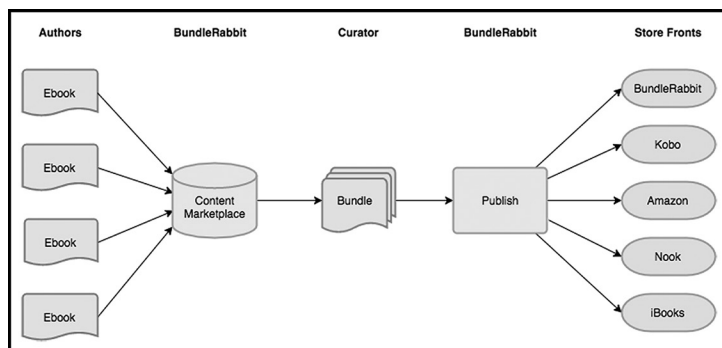 Authors
BundleRabbit
Curator
BundleRabbit
Store Fronts
Ebook
Ebook
Ebook
Ebook
Content
Marketplace
Bundle
Publish
BundleRabbit
Kobo
Amazon
Nook
iBooks